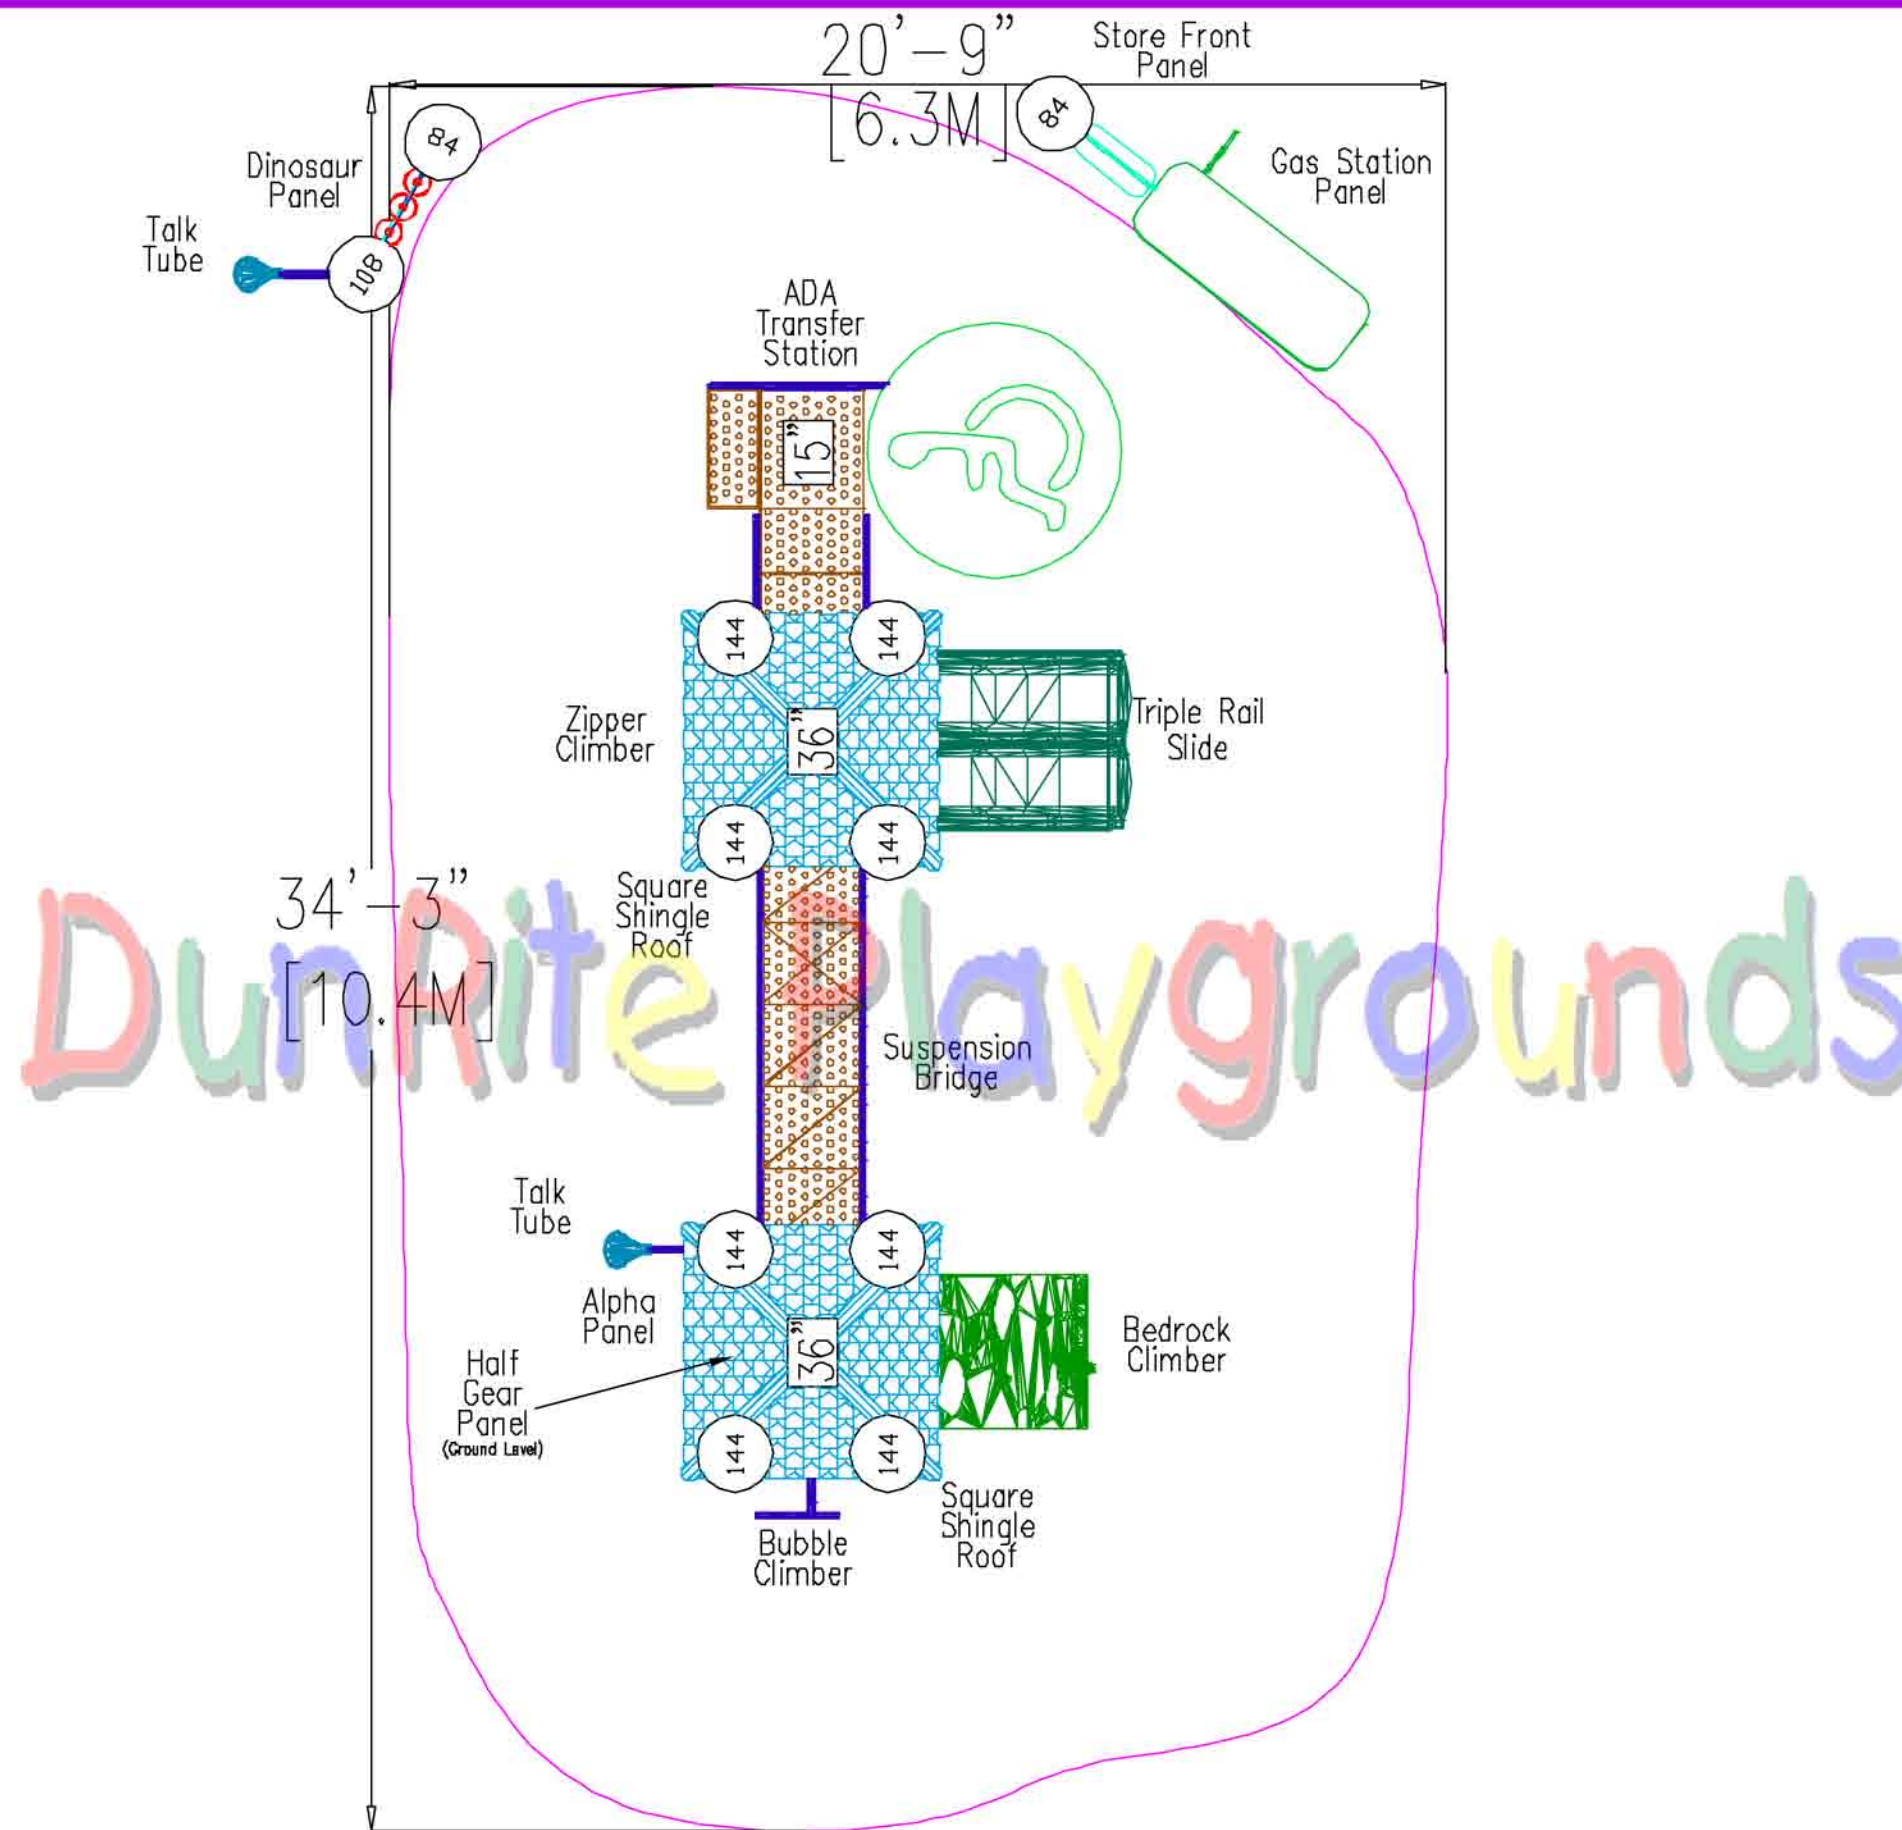 20'-9"
[6.3M]
Store Front
Panel
84
84
Dinosaur
Panel
Gas Station
Panel
Talk
Tube
108
ADA
Transfer
Station
15"
144
144
Zipper
Climber
36"
Triple Rail
Slide
144
144
34'-3"
[10.4M]
Square
Shingle
Roof
DunRite Playgrounds
Suspension
Bridge
Talk
Tube
144
144
Alpha
Panel
36"
Bedrock
Climber
Half
Gear
Panel
(Ground Level)
144
144
Square
Shingle
Roof
Bubble
Climber